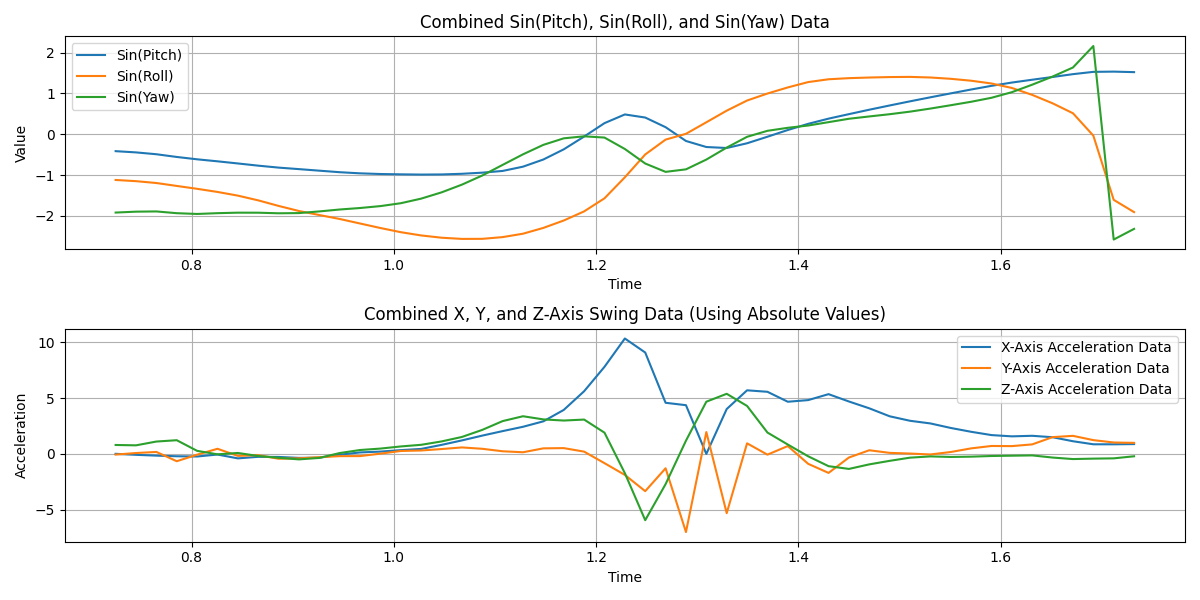 Combined Sin(Pitch), Sin(Roll), and Sin(Yaw) Data
Sin(Pitch)
Sin(Roll)
Sin(Yaw)
Value
2
1
0
−1
−2
0.8 1.0 1.2 1.4 1.6
Time
Combined X, Y, and Z-Axis Swing Data (Using Absolute Values)
X-Axis Acceleration Data
Y-Axis Acceleration Data
Z-Axis Acceleration Data
Acceleration
10
5
0
−5
0.8 1.0 1.2 1.4 1.6
Time